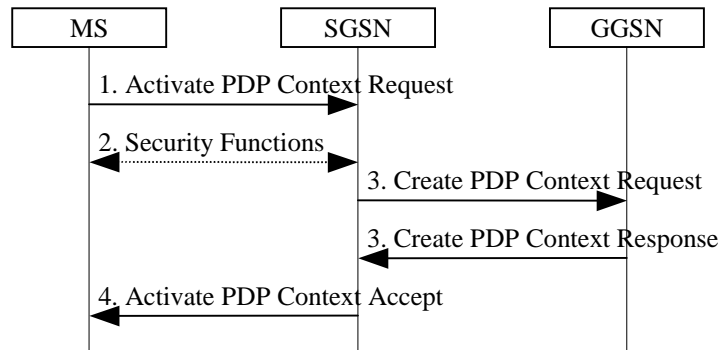 MS
SGSN
GGSN
1. Activate PDP Context Request
2. Security Functions
3. Create PDP Context Request
3. Create PDP Context Response
4. Activate PDP Context Accept